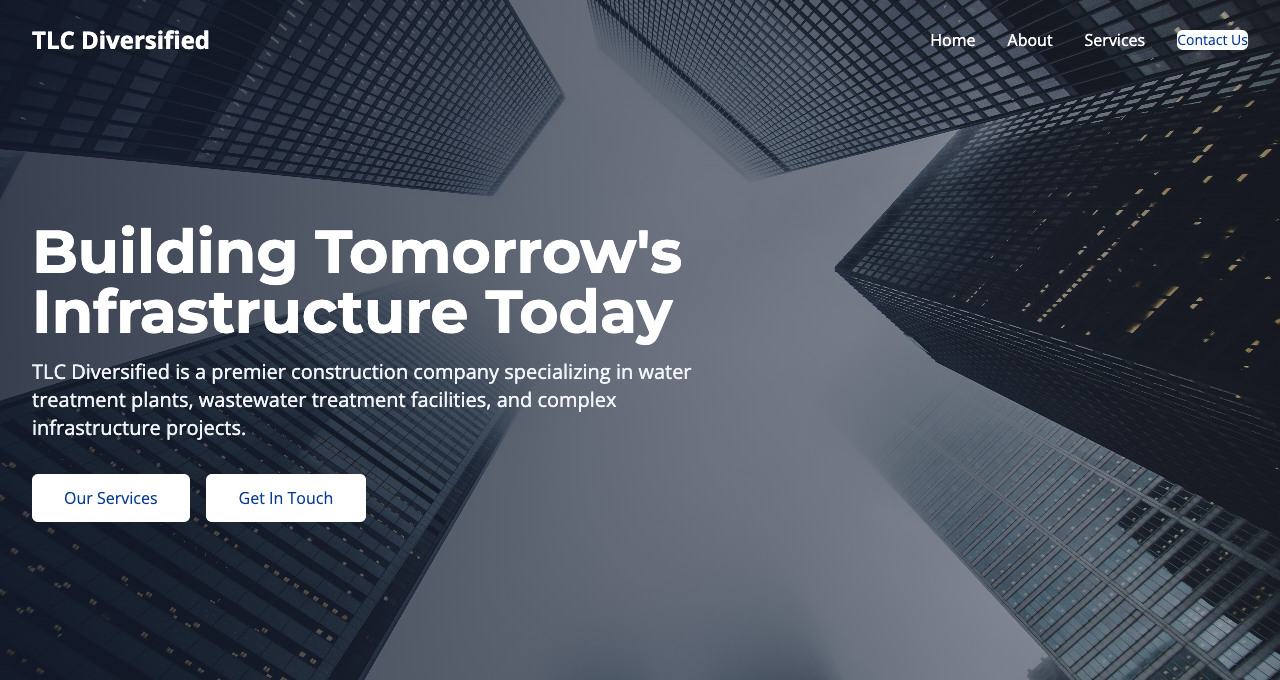 TLC Diversified
Home
About
Services
Contact Us
Building Tomorrow's
Infrastructure Today
TLC Diversified is a premier construction company specializing in water
treatment plants, wastewater treatment facilities, and complex
infrastructure projects.
Our Services
Get In Touch